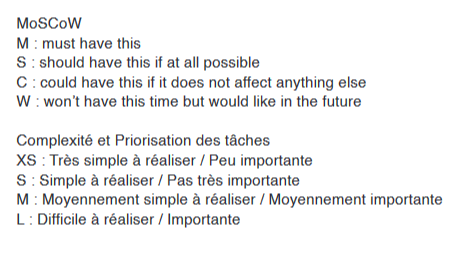 MoSCoW
M : must have this
S : should have this if at all possible
C : could have this if it does not affect anything else
W : won't have this time but would like in the future
Complexité et Priorisation des tâches
XS : Très simple à réaliser / Peu importante
S : Simple à réaliser / Pas très importante
M : Moyennement simple à réaliser / Moyennement important
L : Difficile à réaliser / Importante